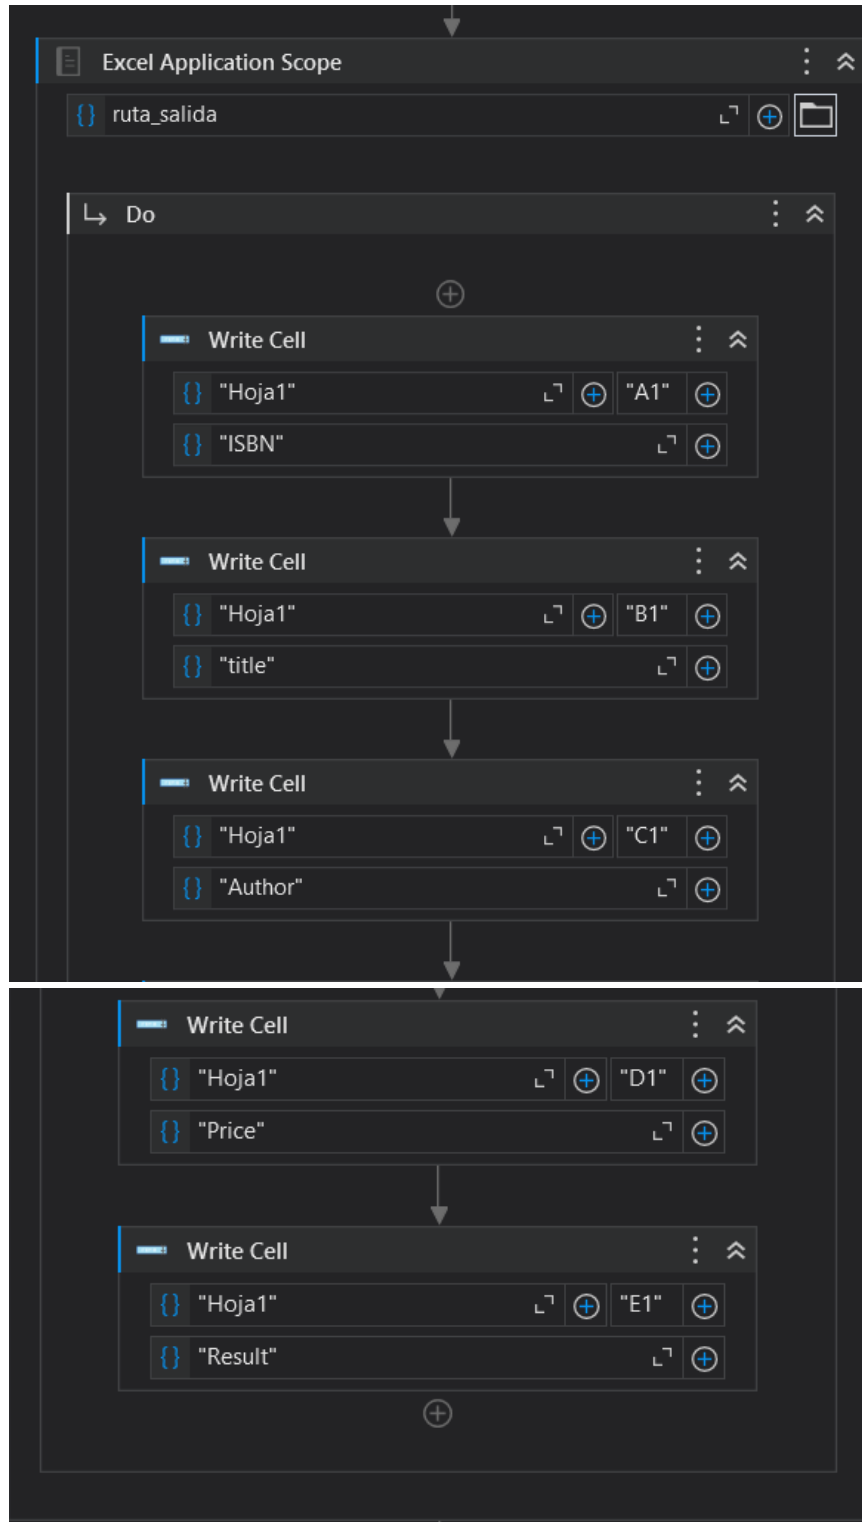 Excel Application Scope
{} ruta_salida
Do
Write Cell
{} "Hoja1" "A1"
{} "ISBN"
Write Cell
{} "Hoja1" "B1"
{} "title"
Write Cell
{} "Hoja1" "C1"
{} "Author"
Write Cell
{} "Hoja1" "D1"
{} "Price"
Write Cell
{} "Hoja1" "E1"
{} "Result"